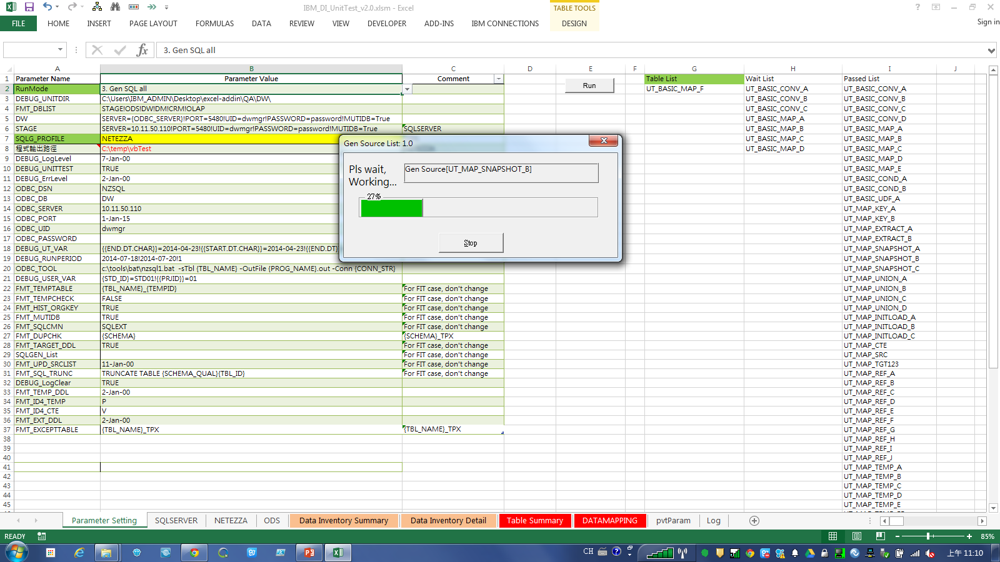 IBM_DI_UnitTest_v2.0.xlsm - Excel
TABLE TOOLS
FILE HOME INSERT PAGE LAYOUT FORMULAS DATA REVIEW VIEW DEVELOPER ADD-INS IBM CONNECTIONS DESIGN Sign in
fx 3. Gen SQL all
A B C D E F G H I J
1 Parameter Name Parameter Value Comment Table List Wait List Passed List
Run
2 RunMode 3. Gen SQL all UT_BASIC_MAP_F UT_BASIC_CONV_A UT_BASIC_CONV_A
3 DEBUG_UNITDIR C:\Users\IBM_ADMIN\Desktop\excel-addin\QA\DW\ UT_BASIC_CONV_B UT_BASIC_CONV_B
4 FMT_DBLIST STAGE!ODS!DW!DM!CRM!OLAP UT_BASIC_CONV_C UT_BASIC_CONV_C
5 DW SERVER={ODBC_SERVER}!PORT=5480!UID=dwmgr!PASSWORD=password!MUTIDB=True UT_BASIC_MAP_A UT_BASIC_CONV_D
6 STAGE SERVER=10.11.50.110!PORT=5480!UID=dwmgr!PASSWORD=password!MUTIDB=True SQLSERVER UT_BASIC_MAP_B UT_BASIC_MAP_A
7 SQLG_PROFILE NETEZZA UT_BASIC_MAP_C UT_BASIC_MAP_B
8 程式輸出路徑 C:\temp\vbTest UT_BASIC_MAP_D UT_BASIC_MAP_C
9 DEBUG_LogLevel 7-Jan-00 UT_BASIC_MAP_D
10 DEBUG_UNITTEST TRUE UT_BASIC_MAP_E
11 DEBUG_ErrLevel 2-Jan-00 UT_BASIC_COND_A
12 ODBC_DSN NZSQL UT_BASIC_COND_B
13 ODBC_DB DW UT_BASIC_UDF_A
14 ODBC_SERVER 10.11.50.110 UT_MAP_KEY_A
15 ODBC_PORT 1-Jan-15 UT_MAP_KEY_B
16 ODBC_UID dwmgr UT_MAP_EXTRACT_A
17 ODBC_PASSWORD UT_MAP_EXTRACT_B
18 DEBUG_UT_VAR {{END.DT.CHAR}}=2014-04-23!{{START.DT.CHAR}}=2014-04-23!{{END.DT} UT_MAP_SNAPSHOT_A
19 DEBUG_RUNPERIOD 2014-07-18!2014-07-20!1 UT_MAP_SNAPSHOT_B
20 ODBC_TOOL c:\tools\bat\nzsql1.bat -sTbl {TBL_NAME} -OutFile {PROG_NAME}.out -Conn {CONN_STR} UT_MAP_SNAPSHOT_C
21 DEBUG_USER_VAR {STD_ID}=STD01!{{PRJID}}=01 UT_MAP_UNION_A
22 FMT_TEMPTABLE {TBL_NAME}_{TEMPID} For FIT case, don't change UT_MAP_UNION_B
23 FMT_TEMPCHECK FALSE For FIT case, don't change UT_MAP_UNION_C
24 FMT_HIST_ORGKEY TRUE For FIT case, don't change UT_MAP_UNION_D
25 FMT_MUTIDB TRUE For FIT case, don't change UT_MAP_INITLOAD_A
26 FMT_SQLCMN SQLEXT For FIT case, don't change UT_MAP_INITLOAD_B
27 FMT_DUPCHK {SCHEMA} {SCHEMA}_TPX UT_MAP_INITLOAD_C
28 FMT_TARGET_DDL TRUE For FIT case, don't change UT_MAP_CTE
29 SQLGEN_List For FIT case, don't change UT_MAP_SRC
30 FMT_UPD_SRCLIST 11-Jan-00 For FIT case, don't change UT_MAP_TGT123
31 FMT_SQL_TRUNC TRUNCATE TABLE {SCHEMA_QUAL}{TBL_ID} For FIT case, don't change UT_MAP_REF_A
32 DEBUG_LogClear TRUE UT_MAP_REF_B
33 FMT_TEMP_DDL 2-Jan-00 UT_MAP_REF_C
34 FMT_ID4_TEMP P UT_MAP_REF_D
35 FMT_ID4_CTE V UT_MAP_REF_E
36 FMT_EXT_DDL 2-Jan-00 UT_MAP_REF_F
37 FMT_EXCEPTTABLE {TBL_NAME}_TPX {TBL_NAME}_TPX UT_MAP_REF_G
38 UT_MAP_REF_H
39 UT_MAP_REF_I
40 UT_MAP_REF_J
41 UT_MAP_TEMP_A
42 UT_MAP_TEMP_B
43 UT_MAP_TEMP_C
44 UT_MAP_TEMP_D
45 UT_MAP_TEMP_E
Gen Source List: 1.0
Pls wait,
Working...
Gen Source[UT_MAP_SNAPSHOT_B]
27%
Stop
Parameter Setting SQLSERVER NETEZZA ODS Data Inventory Summary Data Inventory Detail Table Summary DATAMAPPING pvtParam Log
READY 85%
CH 上午 11:10